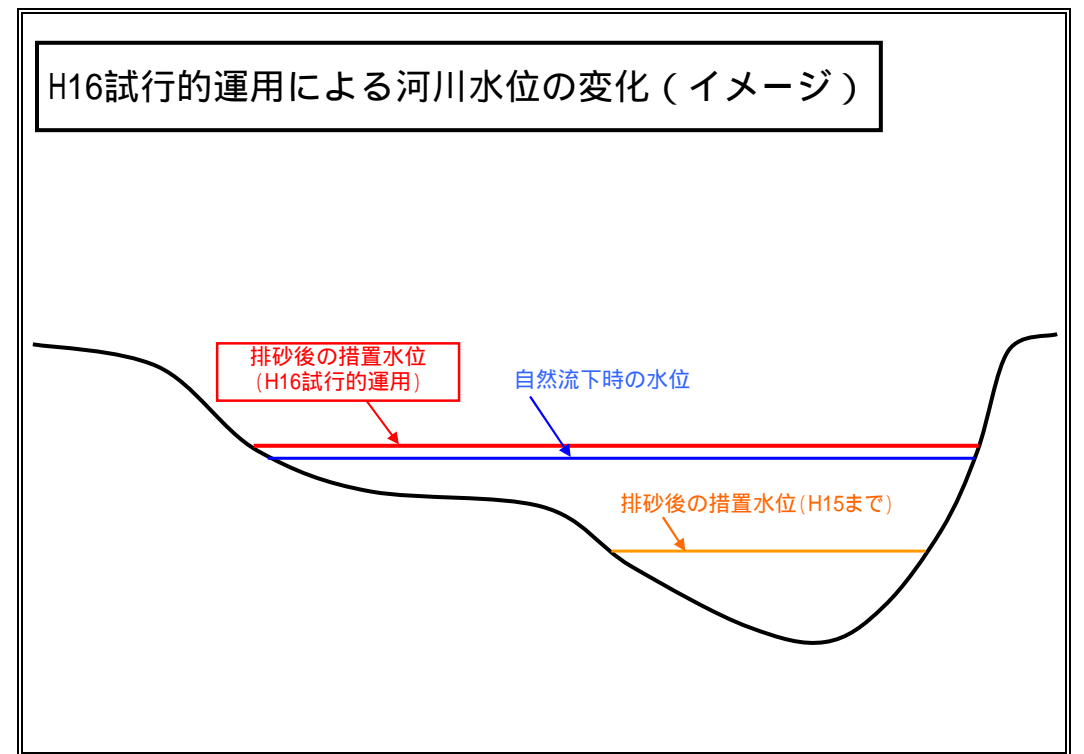 H16試行的運用による河川水位の変化(イメージ)
排砂後の措置水位
(H16試行的運用)
自然流下時の水位
排砂後の措置水位(H15まで)